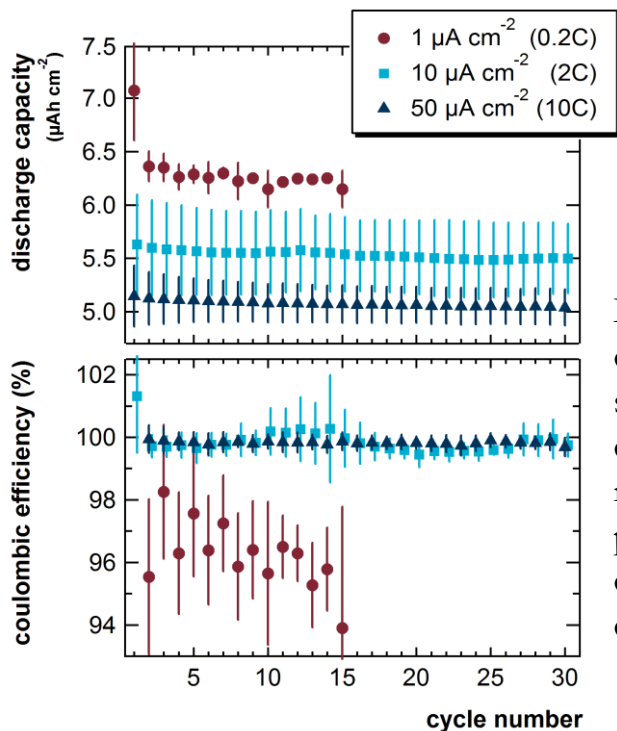 1 µA cm-2 (0.2C)
10 µA cm-2 (2C)
50 µA cm-2 (10C)
discharge capacity
(µAh cm-2)
7.5
7.0
6.5
6.0
5.5
5.0
coulombic efficiency (%)
102
100
98
96
94
5 10 15 20 25 30
cycle number